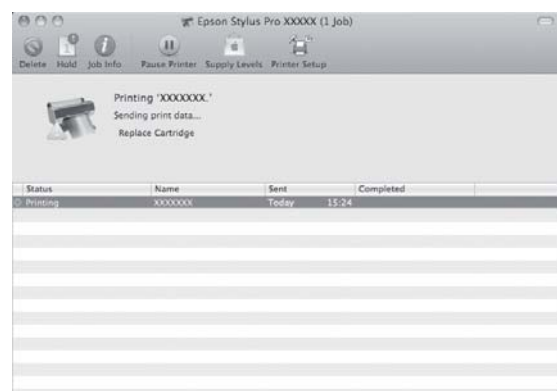 Epson Stylus Pro XXXXX (1 Job)
Delete Hold Job Info Pause Printer Supply Levels Printer Setup
Printing 'XXXXXXX.'
Sending print data...
Replace Cartridge
Status Name Sent Completed
Printing XXXXXXX Today 15:24